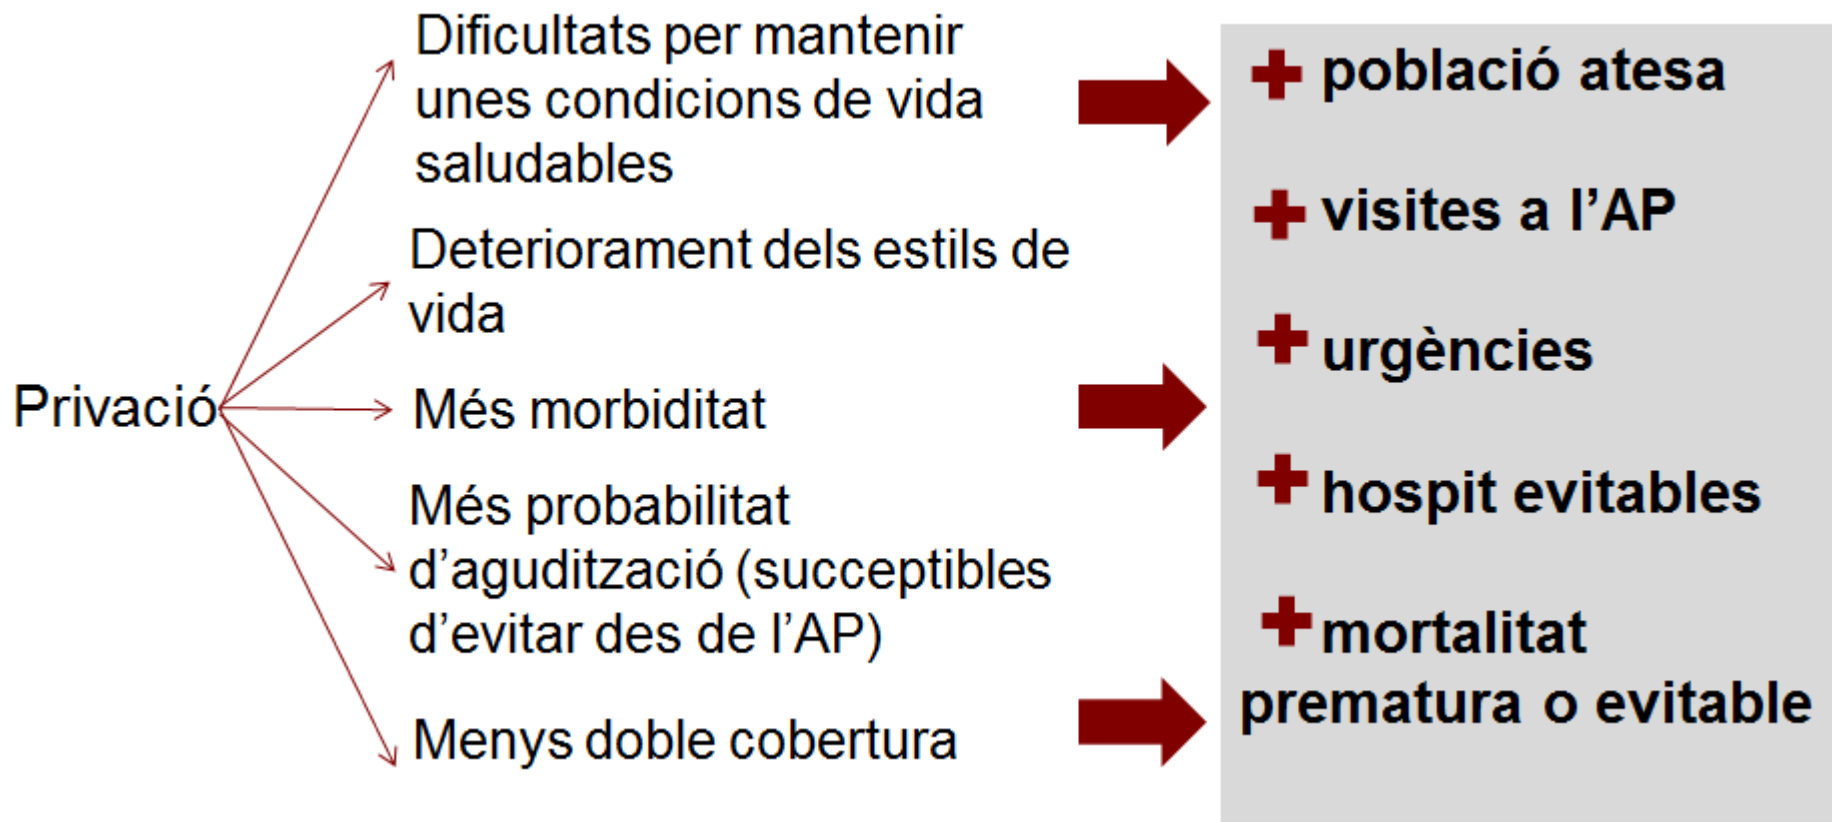 Privació
Dificultats per mantenir
unes condicions de vida
saludables
Deteriorament dels estils de
vida
Més morbiditat
Més probabilitat
d’aguditzacó (succeptibles
d’evitar des de l’AP)
Menys doble cobertura
+ població atesa
+ visites a l’AP
+ urgències
+ hospit evitables
+ mortalitat
prematura o evitable